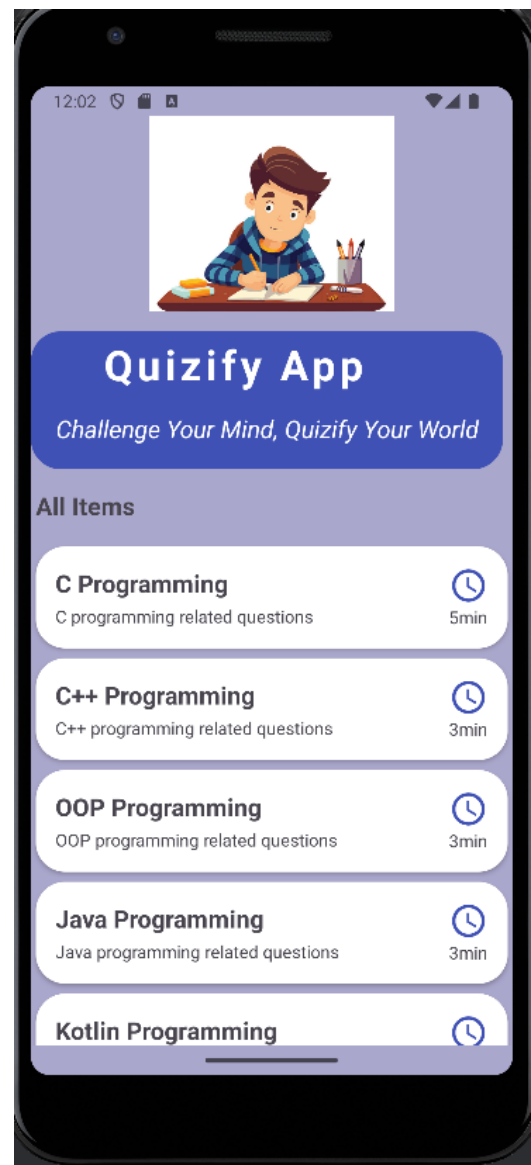 12:02
Quizify App
Challenge Your Mind, Quizify Your World
All Items
C Programming
C programming related questions
5min
C++ Programming
C++ programming related questions
3min
OOP Programming
OOP programming related questions
3min
Java Programming
Java programming related questions
3min
Kotlin Programming